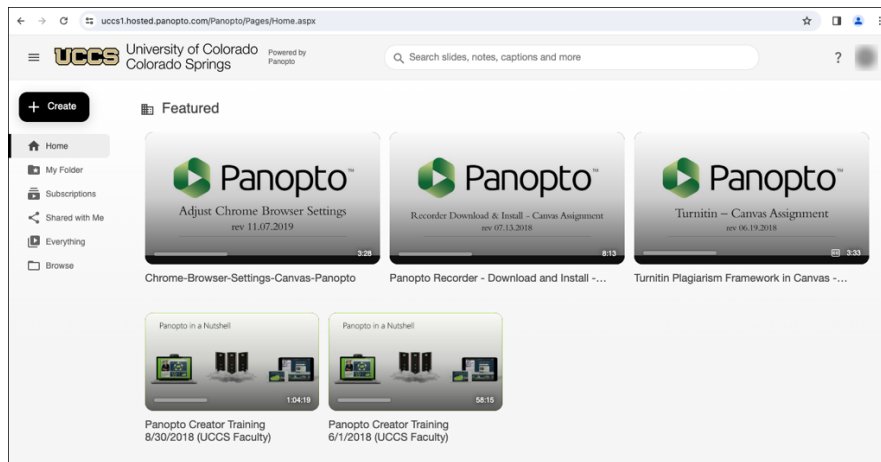 uccs1.hosted.panopto.com/Panopto/Pages/Home.aspx
UCCS
University of Colorado
Colorado Springs
Powered by
Panopto
Search slides, notes, captions and more
?
+ Create
Featured
Home
My Folder
Subscriptions
Shared with Me
Everything
Browse
Panopto™
Adjust Chrome Browser Settings
rev 11.07.2019
3:28
Chrome-Browser-Settings-Canvas-Panopto
Panopto™
Recorder Download & Install - Canvas Assignment
rev 07.13.2018
8:13
Panopto Recorder - Download and Install -...
Panopto™
Turnitin – Canvas Assignment
rev 06.19.2018
3:33
Turnitin Plagiarism Framework in Canvas -...
Panopto in a Nutshell
1:04:19
Panopto Creator Training
8/30/2018 (UCCS Faculty)
Panopto in a Nutshell
58:15
Panopto Creator Training
6/1/2018 (UCCS Faculty)